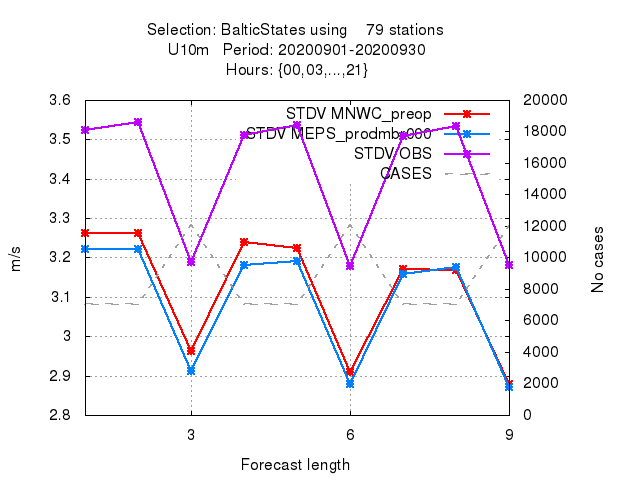 Selection: BalticStates using    79 stations
U10m   Period: 20200901-20200930
Hours: {00,03,...,21}
STDV MNWC_preop
STDV MEPS_prodmbr000
STDV OBS
CASES
3.6
3.5
3.4
3.3
3.2
3.1
3
2.9
2.8
20000
18000
16000
14000
12000
10000
8000
6000
4000
2000
0
m/s
No cases
3
6
9
Forecast length